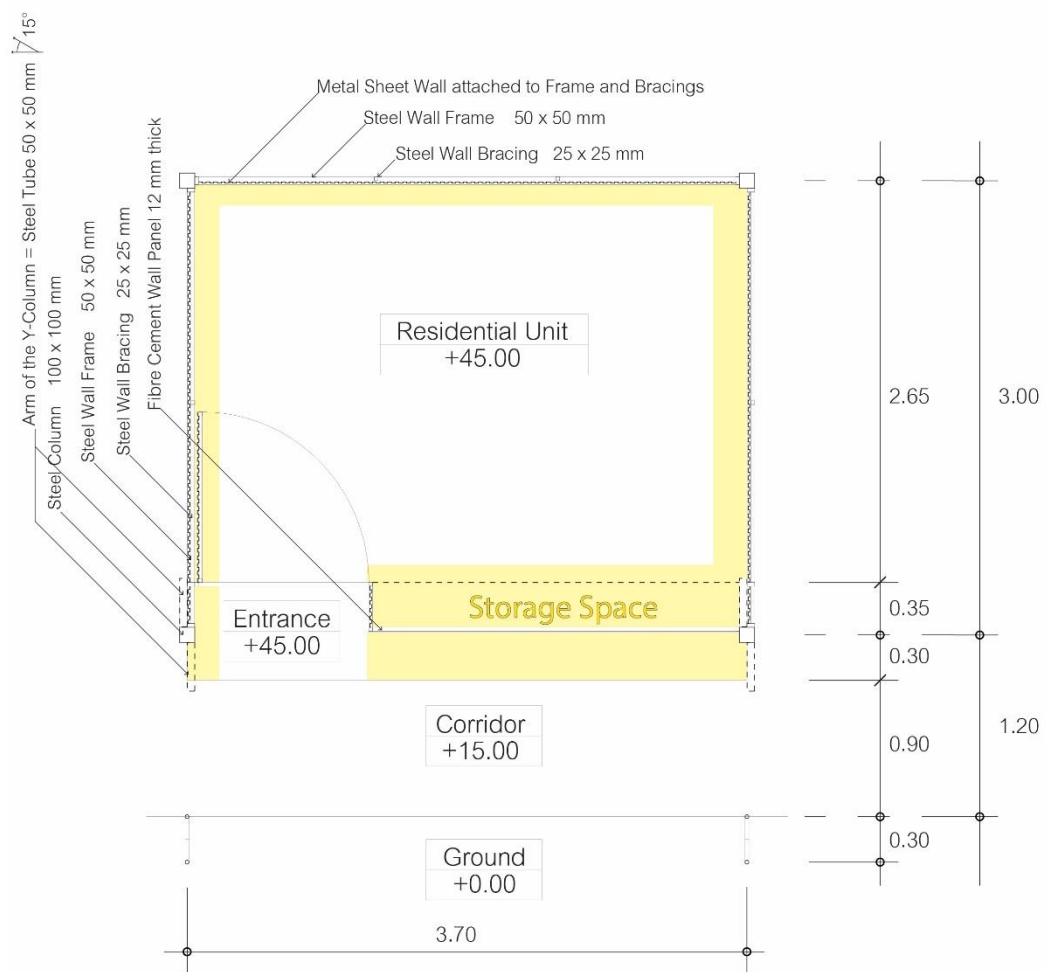 15°
Metal Sheet Wall attached to Frame and Bracings
Steel Wall Frame 50 x 50 mm
Steel Wall Bracing 25 x 25 mm
Arm of the Y-Column = Steel Tube 50 x 50 mm
Steel Column 100 x 100 mm
Steel Wall Frame 50 x 50 mm
Steel Wall Bracing 25 x 25 mm
Fibre Cement Wall Panel 12 mm thick
Residential Unit
+45.00
2.65
3.00
Storage Space
0.35
Entrance
+45.00
0.30
Corridor
+15.00
0.90
1.20
0.30
Ground
+0.00
3.70